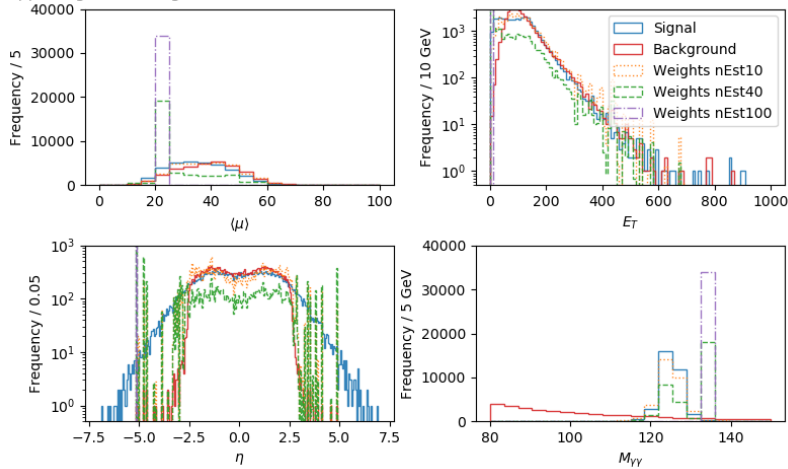 40000
30000
20000
10000
0
Frequency / 5
0 20 40 60 80 100
⟨μ⟩
10³
10²
10¹
10⁰
Frequency / 10 GeV
0 200 400 600 800 1000
E_T
Signal
Background
Weights nEst10
Weights nEst40
Weights nEst100
10³
10²
10¹
10⁰
Frequency / 0.05
−7.5 −5.0 −2.5 0.0 2.5 5.0 7.5
η
40000
30000
20000
10000
0
Frequency / 5 GeV
80 100 120 140
M_γγ